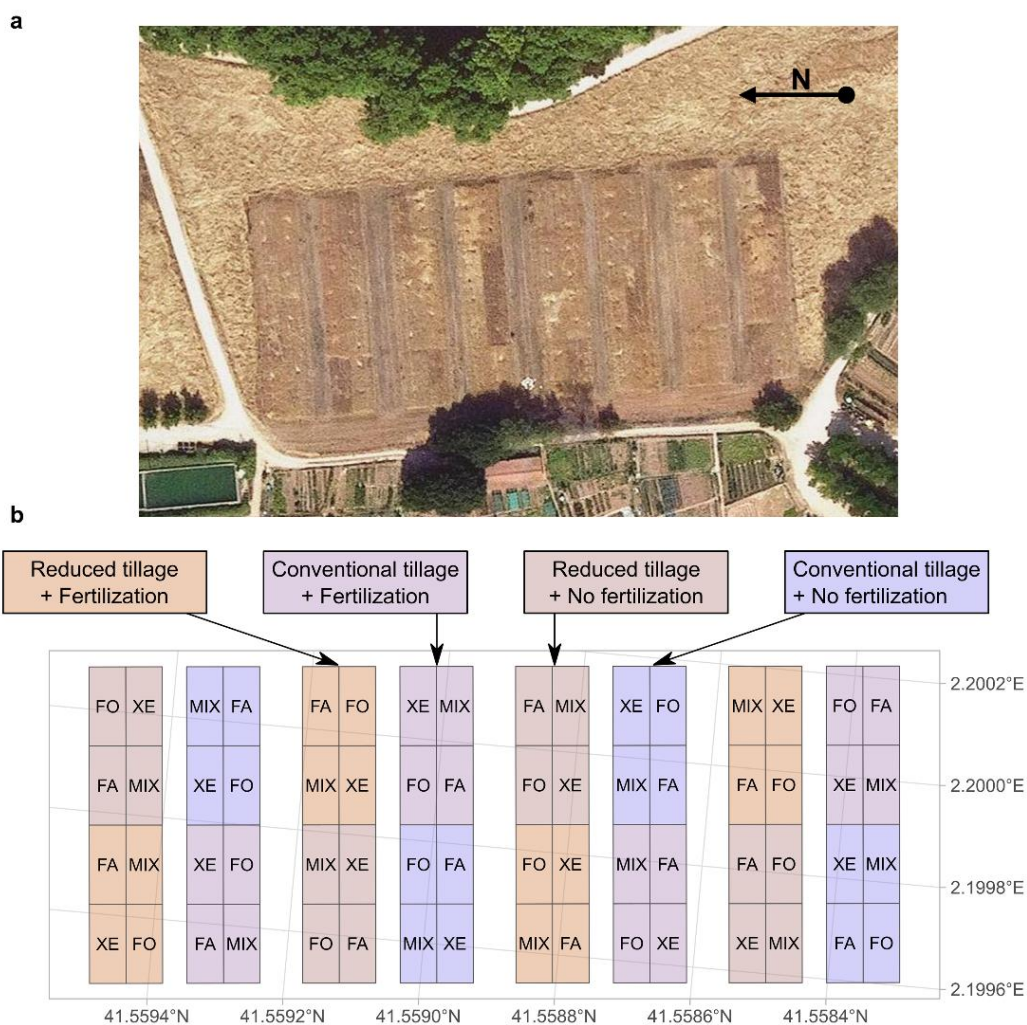 a
N
b
Reduced tillage
+ Fertilization
Conventional tillage
+ Fertilization
Reduced tillage
+ No fertilization
Conventional tillage
+ No fertilization
FO XE MIX FA FA FO XE MIX FA MIX XE FO MIX XE FO FA
2.2002°E
FA MIX XE FO MIX XE FO FA FO XE MIX FA FA FO XE MIX
2.2000°E
FA MIX XE FO MIX XE FO FA FO XE MIX FA FA FO XE MIX
2.1998°E
XE FO FA MIX FO FA MIX XE MIX FA FO XE XE MIX FA FO
2.1996°E
41.5594°N 41.5592°N 41.5590°N 41.5588°N 41.5586°N 41.5584°N